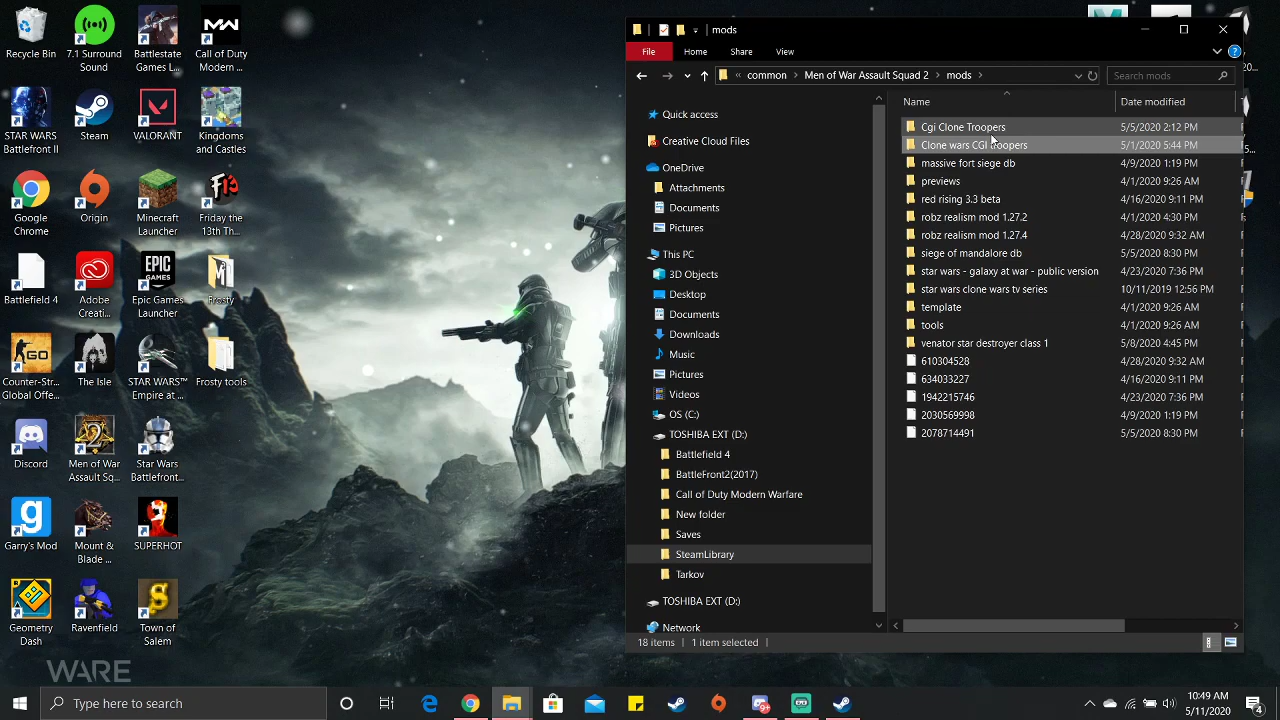 Recycle Bin
7.1 Surround Sound
Battlestate Games L...
Call of Duty Modern ...
STAR WARS Battlefront II
Steam
VALORANT
Kingdoms and Castles
Google Chrome
Origin
Minecraft Launcher
Friday the 13th Th...
Battlefield 4
Adobe Creati...
Epic Games Launcher
Frosty
Counter-Str... Global Offe...
The Isle
STAR WARS™ Empire at ...
Frosty tools
Discord
Men of War Assault Sq...
Star Wars Battlefront...
Garry's Mod
Mount & Blade ...
SUPERHOT
Geometry Dash
Ravenfield
Town of Salem
WARE
mods
File
Home
Share
View
« common > Men of War Assault Squad 2 > mods >
Search mods
Quick access
Creative Cloud Files
OneDrive
Attachments
Documents
Pictures
This PC
3D Objects
Desktop
Documents
Downloads
Music
Pictures
Videos
OS (C:)
TOSHIBA EXT (D:)
Battlefield 4
BattleFront2(2017)
Call of Duty Modern Warfare
New folder
Saves
SteamLibrary
Tarkov
TOSHIBA EXT (D:)
Network
Name Date modified
Cgi Clone Troopers 5/5/2020 2:12 PM
Clone wars CGI troopers 5/1/2020 5:44 PM
massive fort siege db 4/9/2020 1:19 PM
previews 4/1/2020 9:26 AM
red rising 3.3 beta 4/16/2020 9:11 PM
robz realism mod 1.27.2 4/1/2020 4:30 PM
robz realism mod 1.27.4 4/28/2020 9:32 AM
siege of mandalore db 5/5/2020 8:30 PM
star wars - galaxy at war - public version 4/23/2020 7:36 PM
star wars clone wars tv series 10/11/2019 12:56 PM
template 4/1/2020 9:26 AM
tools 4/1/2020 9:26 AM
venator star destroyer class 1 5/8/2020 4:45 PM
610304528 4/28/2020 9:32 AM
634033227 4/16/2020 9:11 PM
1942215746 4/23/2020 7:36 PM
2030569998 4/9/2020 1:19 PM
2078714491 5/5/2020 8:30 PM
18 items 1 item selected
Type here to search
10:49 AM
5/11/2020